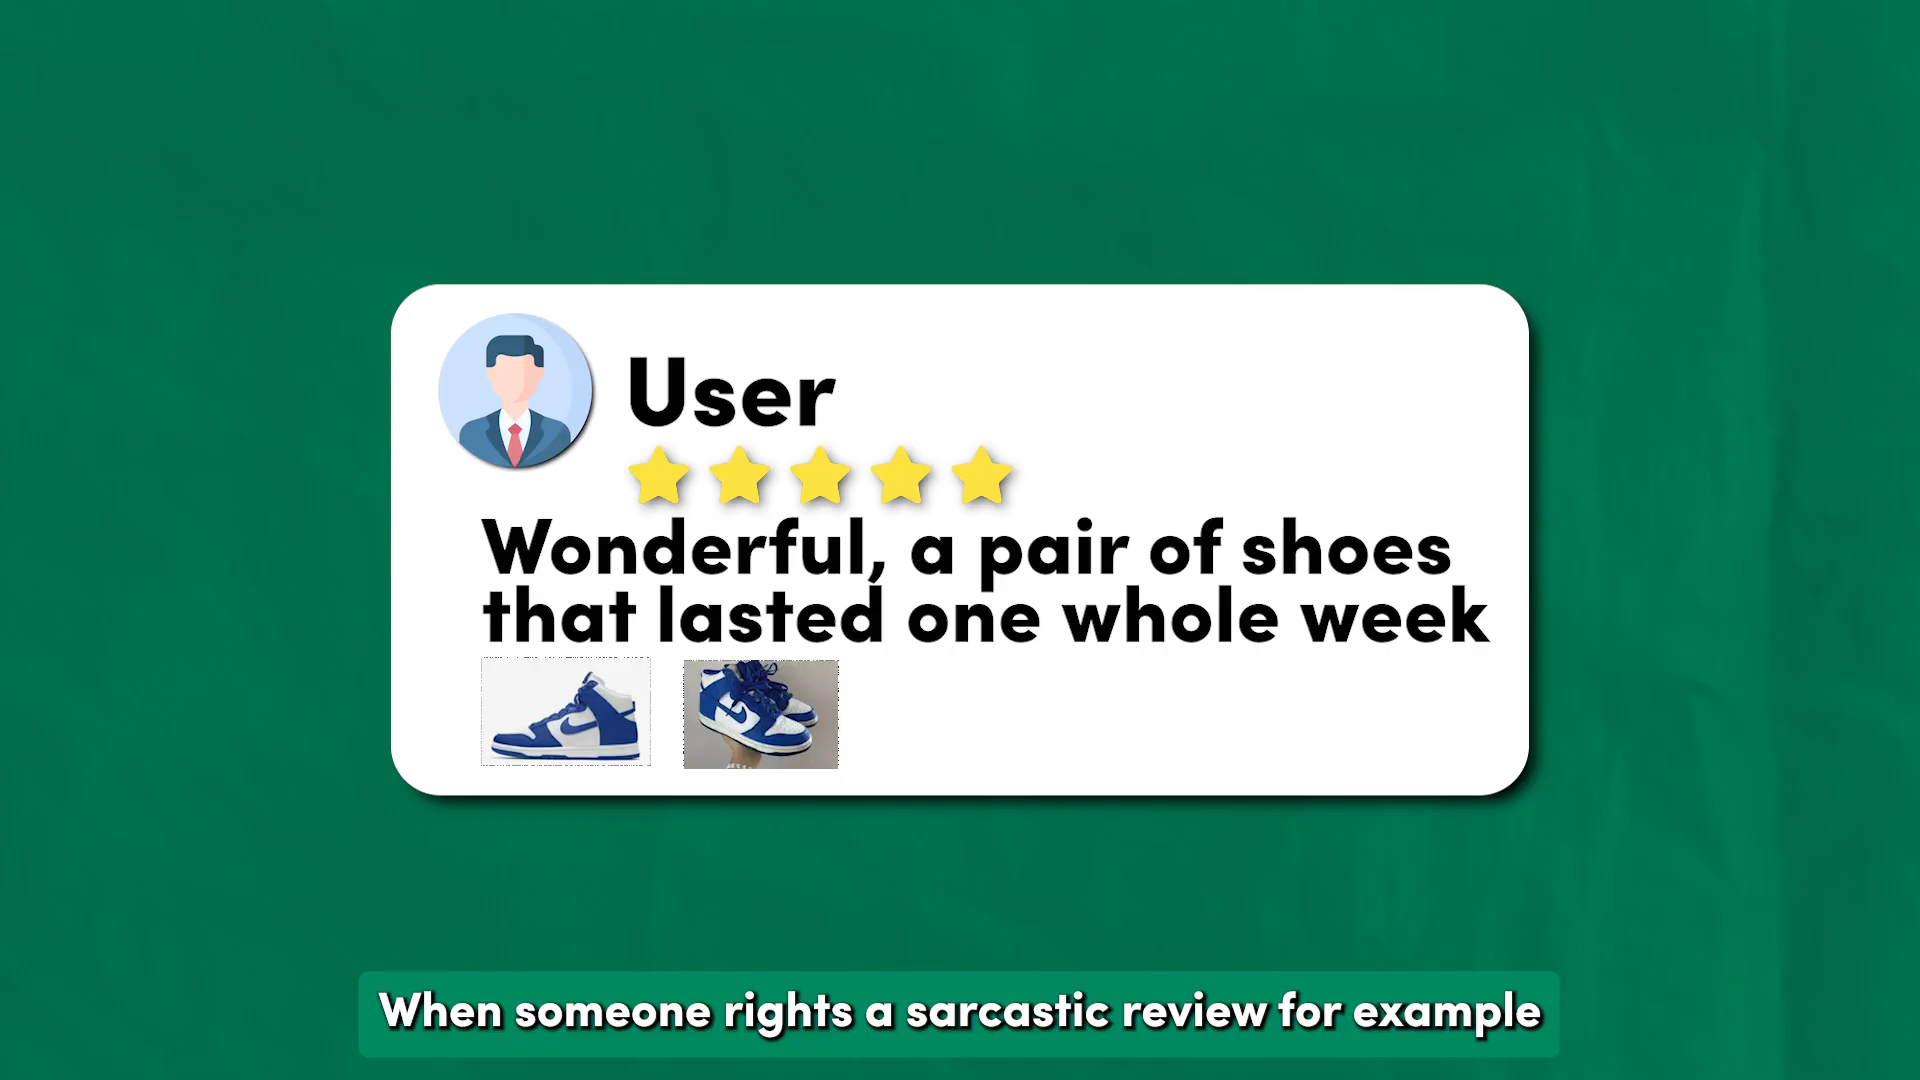 User
Wonderful, a pair of shoes
that lasted one whole week
When someone rights a sarcastic review for example